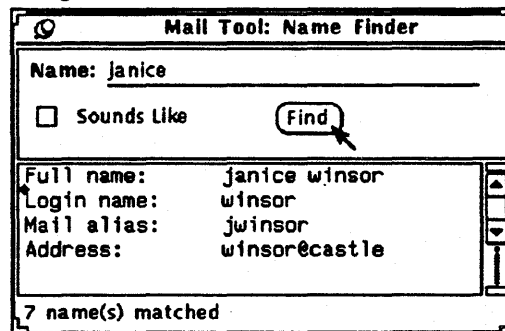 Mail Tool: Name Finder
Name: janice
Sounds Like Find
Full name: janice winsor
Login name: winsor
Mail alias: jwinsor
Address: winsor@castle
7 name(s) matched